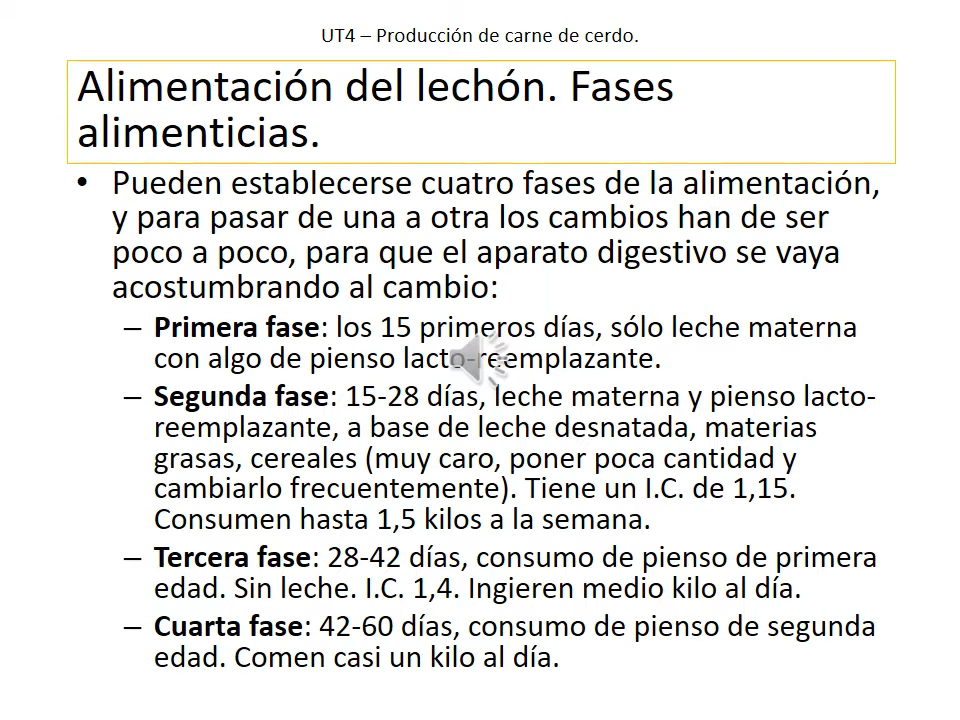 UT4 – Producción de carne de cerdo.
Alimentación del lechón. Fases
alimenticias.
• Pueden establecerse cuatro fases de la alimentación,
y para pasar de una a otra los cambios han de ser
poco a poco, para que el aparato digestivo se vaya
acostumbrando al cambio:
– Primera fase: los 15 primeros días, sólo leche materna
con algo de pienso lacto-reemplazante.
– Segunda fase: 15-28 días, leche materna y pienso lacto-
reemplazante, a base de leche desnatada, materias
grasas, cereales (muy caro, poner poca cantidad y
cambiarlo frecuentemente). Tiene un I.C. de 1,15.
Consumen hasta 1,5 kilos a la semana.
– Tercera fase: 28-42 días, consumo de pienso de primera
edad. Sin leche. I.C. 1,4. Ingieren medio kilo al día.
– Cuarta fase: 42-60 días, consumo de pienso de segunda
edad. Comen casi un kilo al día.